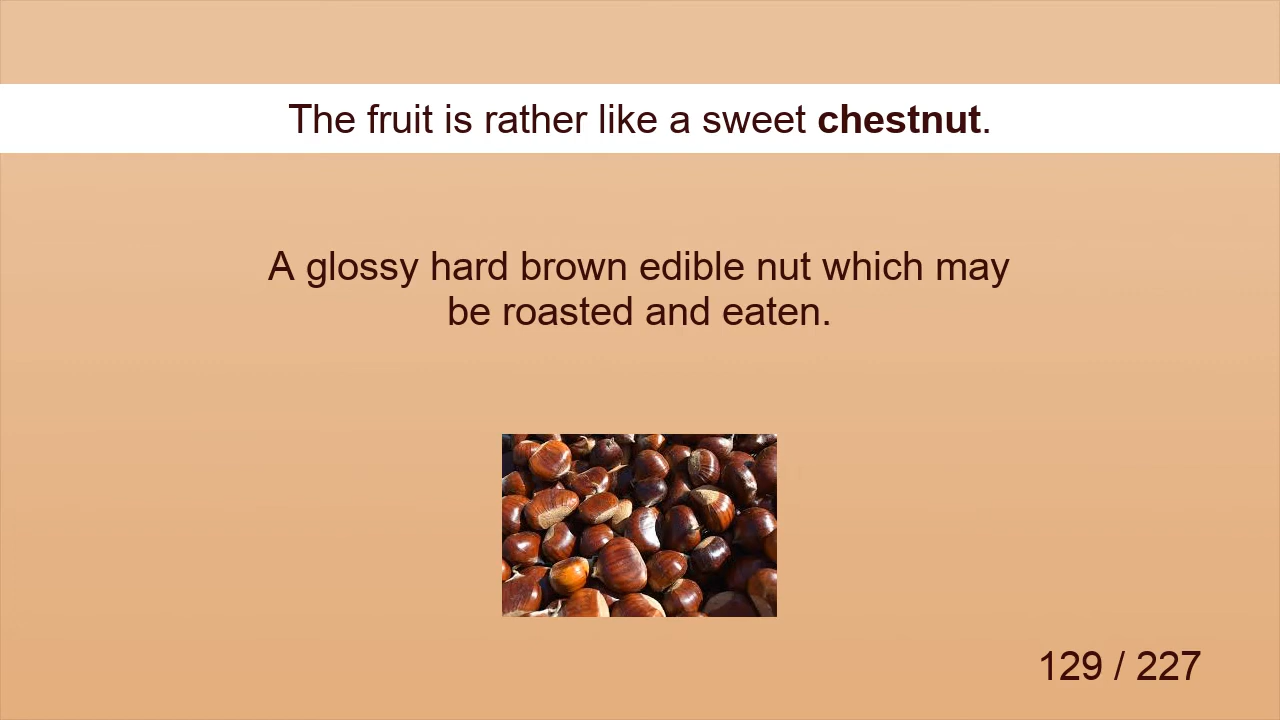 The fruit is rather like a sweet chestnut.
A glossy hard brown edible nut which may
be roasted and eaten.
129 / 227